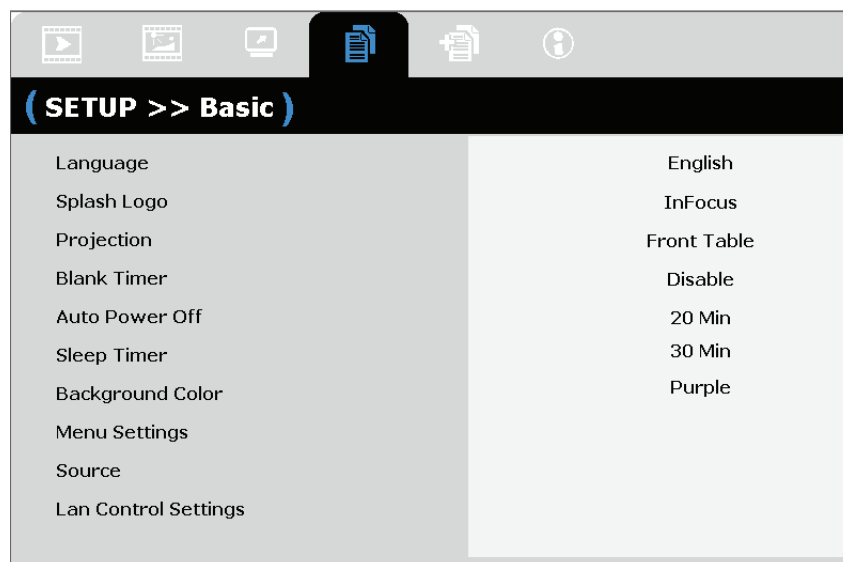 ( SETUP >> Basic )
Language English
Splash Logo InFocus
Projection Front Table
Blank Timer Disable
Auto Power Off 20 Min
Sleep Timer 30 Min
Background Color Purple
Menu Settings
Source
Lan Control Settings